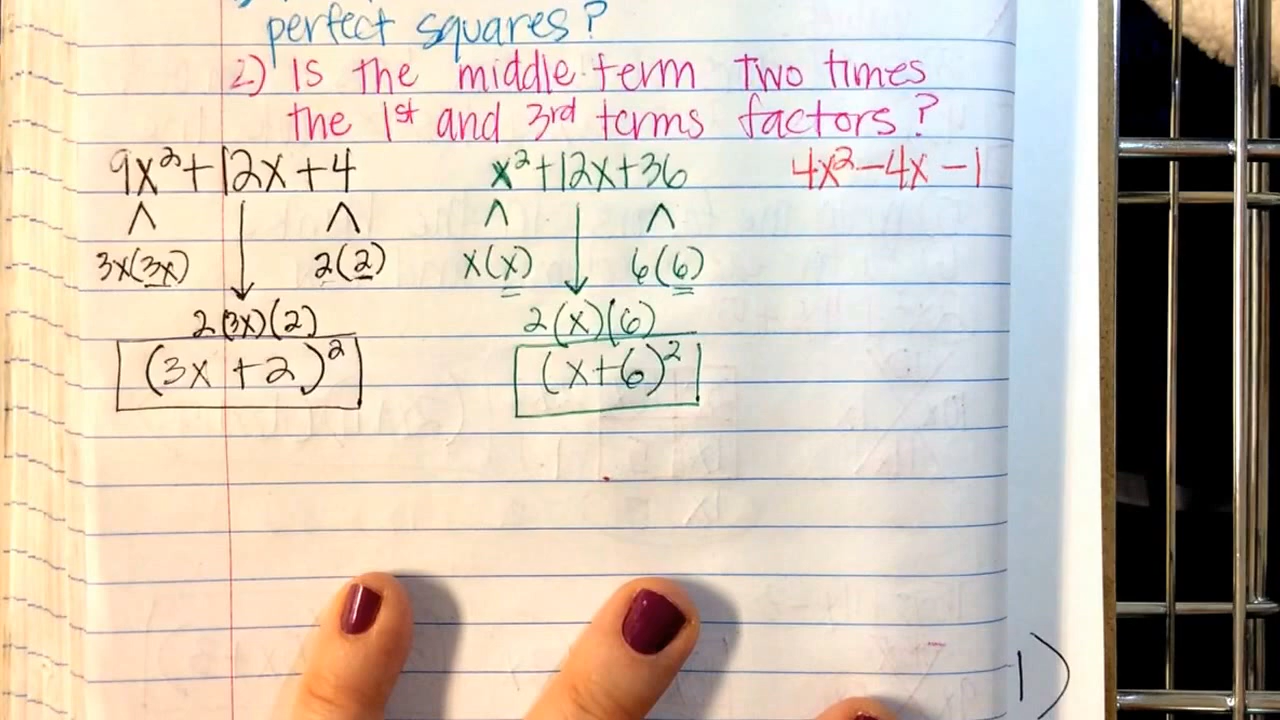 perfect squares?
2) Is the middle term two times
the 1st and 3rd terms factors?
9x²+12x+4 x²+12x+36 4x²-4x-1
3x(3x) 2(2) x(x) 6(6)
2(3x)(2) 2(x)(6)
(3x+2)² (x+6)²
1)